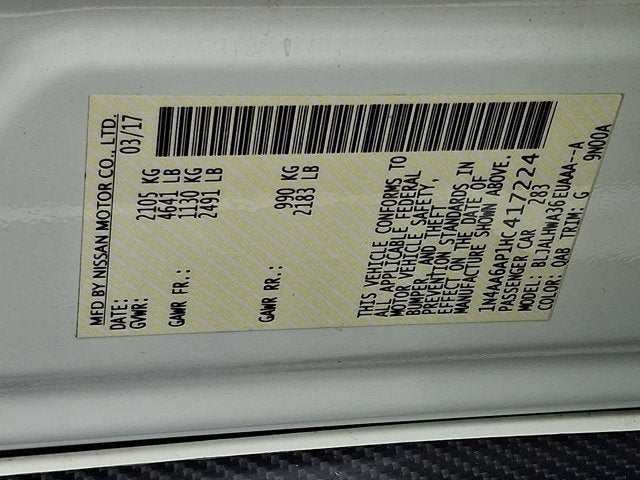 MFD BY NISSAN MOTOR CO., LTD.
DATE: 03/17
GVWR: 2105 KG
4641 LB
GAWR FR.: 1130 KG
2491 LB
GAWR RR.: 990 KG
2183 LB
THIS VEHICLE CONFORMS TO
ALL APPLICABLE FEDERAL
MOTOR VEHICLE SAFETY,
BUMPER, AND THEFT
PREVENTION STANDARDS IN
EFFECT ON THE DATE OF
MANUFACTURE SHOWN ABOVE.
1N4AA6AP1HC417224
PASSENGER CAR 283
MODEL: BLJALHWA36EUMAA--A
COLOR: QAB TRIM: G 9N00A